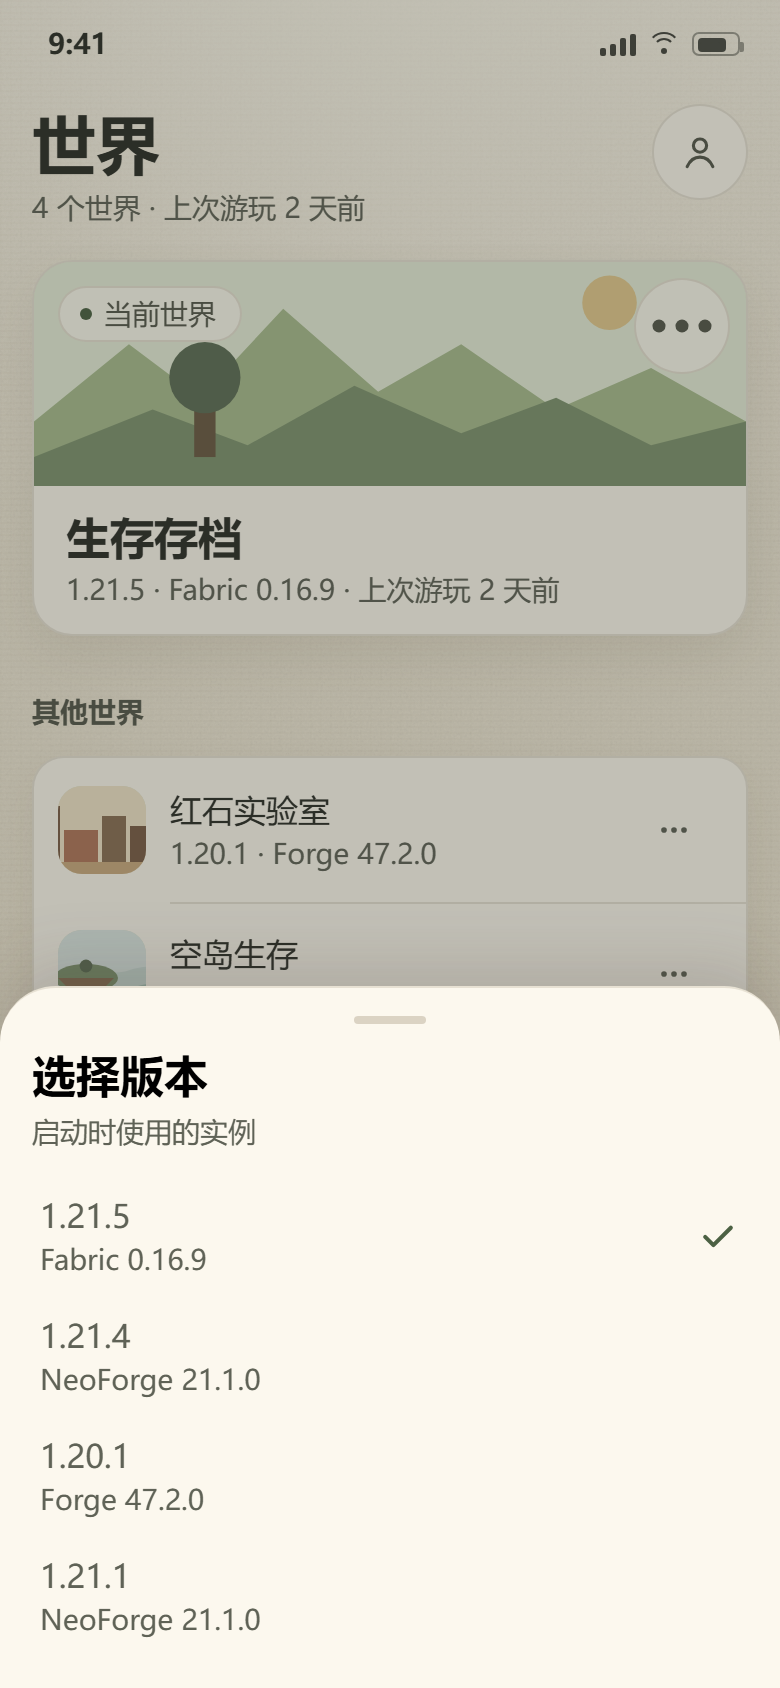 9:41
世界
4 个世界 · 上次游玩 2 天前
当前世界
生存存档
1.21.5 · Fabric 0.16.9 · 上次游玩 2 天前
其他世界
红石实验室
1.20.1 · Forge 47.2.0
空岛生存
选择版本
启动时使用的实例
1.21.5
Fabric 0.16.9
1.21.4
NeoForge 21.1.0
1.20.1
Forge 47.2.0
1.21.1
NeoForge 21.1.0